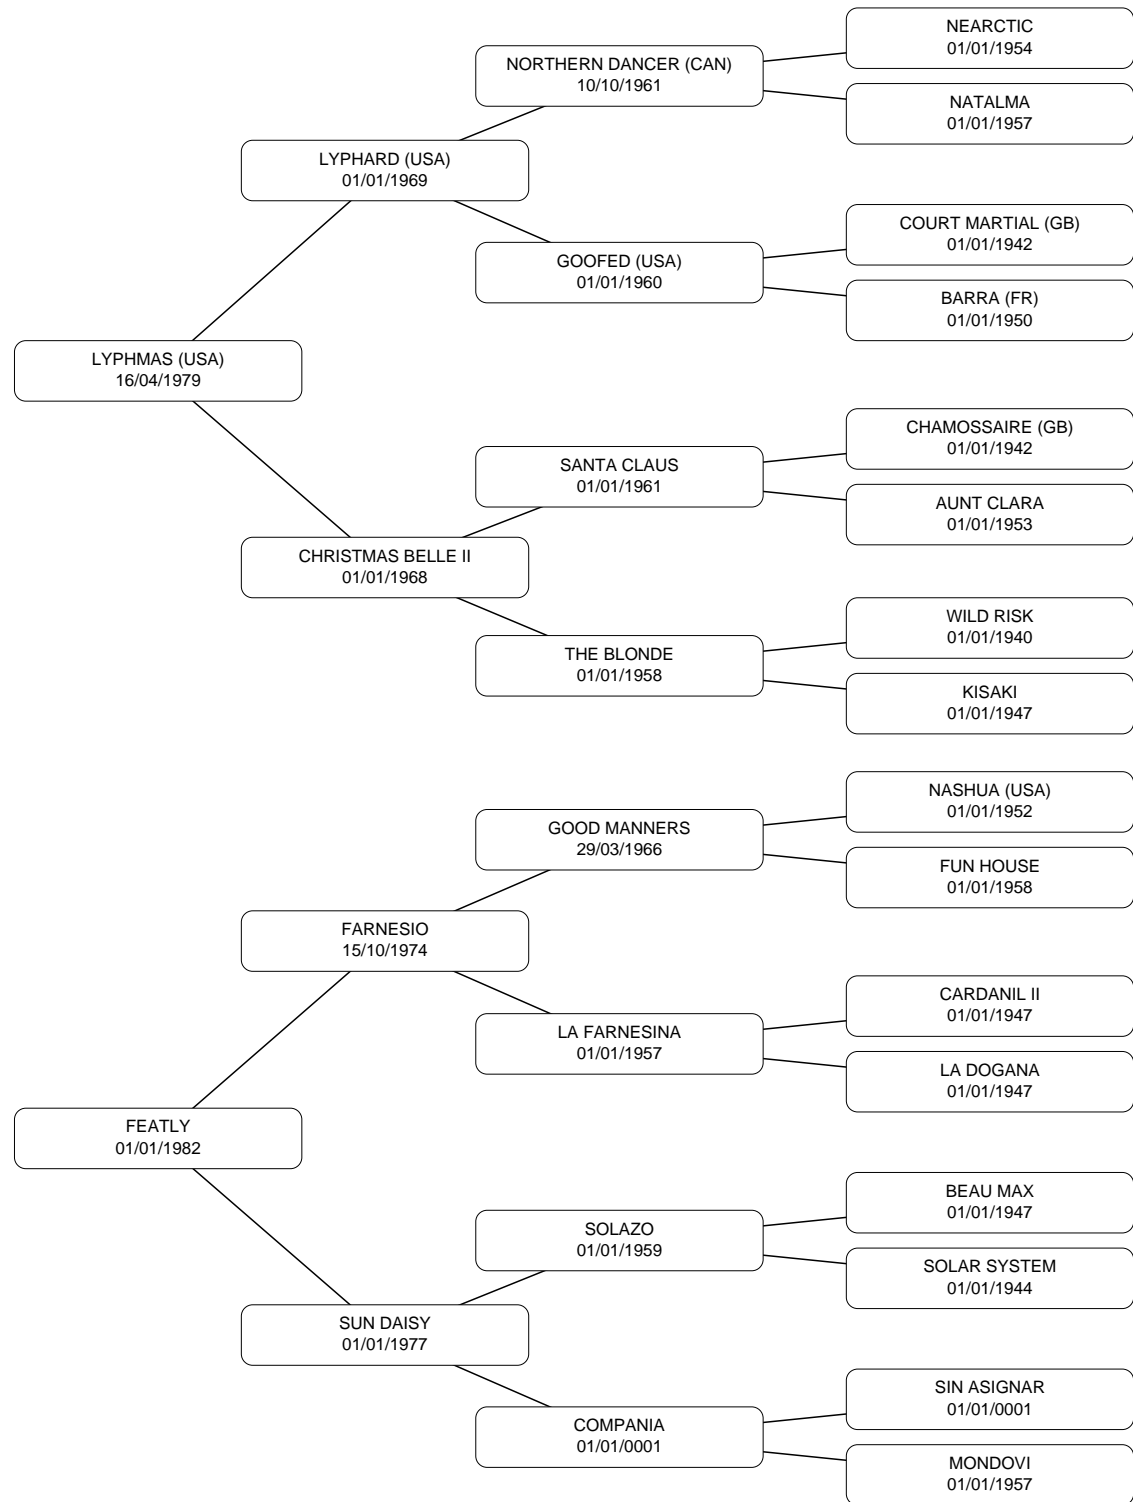 NEARCTIC
01/01/1954
NORTHERN DANCER (CAN)
10/10/1961
NATALMA
01/01/1957
LYPHARD (USA)
01/01/1969
COURT MARTIAL (GB)
01/01/1942
GOOFED (USA)
01/01/1960
BARRA (FR)
01/01/1950
LYPHMAS (USA)
16/04/1979
CHAMOSSAIRE (GB)
01/01/1942
SANTA CLAUS
01/01/1961
AUNT CLARA
01/01/1953
CHRISTMAS BELLE II
01/01/1968
WILD RISK
01/01/1940
THE BLONDE
01/01/1958
KISAKI
01/01/1947
NASHUA (USA)
01/01/1952
GOOD MANNERS
29/03/1966
FUN HOUSE
01/01/1958
FARNESIO
15/10/1974
CARDANIL II
01/01/1947
LA FARNESINA
01/01/1957
LA DOGANA
01/01/1947
FEATLY
01/01/1982
BEAU MAX
01/01/1947
SOLAZO
01/01/1959
SOLAR SYSTEM
01/01/1944
SUN DAISY
01/01/1977
SIN ASIGNAR
01/01/0001
COMPANIA
01/01/0001
MONDOVI
01/01/1957